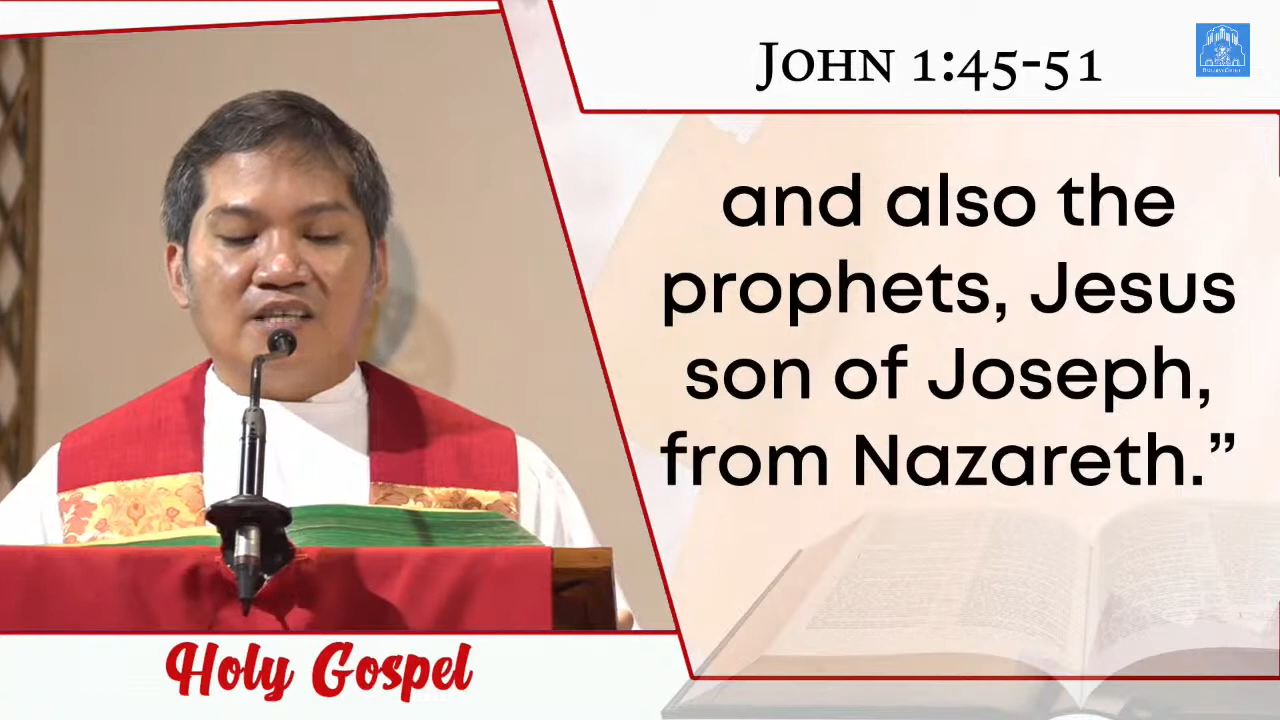 John 1:45-51
and also the
prophets, Jesus
son of Joseph,
from Nazareth.”
Holy Gospel